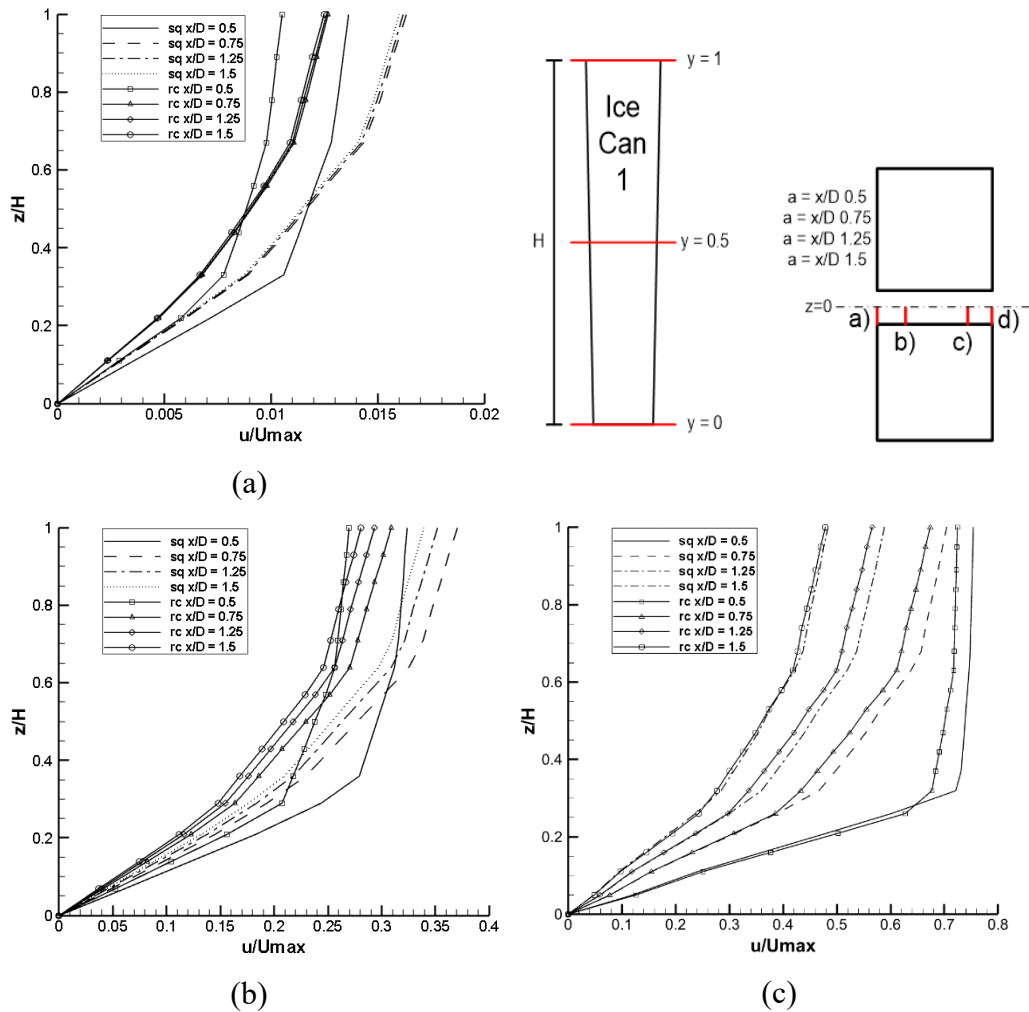 z/H
1
0.8
0.6
0.4
0.2
0
sq x/D = 0.5
sq x/D = 0.75
sq x/D = 1.25
sq x/D = 1.5
rc x/D = 0.5
rc x/D = 0.75
rc x/D = 1.25
rc x/D = 1.5
0 0.005 0.01 0.015 0.02
u/Umax
(a)
y = 1
Ice
Can
1
H
y = 0.5
y = 0
a = x/D 0.5
a = x/D 0.75
a = x/D 1.25
a = x/D 1.5
z=0
a)
b)
c)
d)
z/H
1
0.8
0.6
0.4
0.2
0
sq x/D = 0.5
sq x/D = 0.75
sq x/D = 1.25
sq x/D = 1.5
rc x/D = 0.5
rc x/D = 0.75
rc x/D = 1.25
rc x/D = 1.5
0 0.05 0.1 0.15 0.2 0.25 0.3 0.35 0.4
u/Umax
(b)
z/H
1
0.8
0.6
0.4
0.2
0
sq x/D = 0.5
sq x/D = 0.75
sq x/D = 1.25
sq x/D = 1.5
rc x/D = 0.5
rc x/D = 0.75
rc x/D = 1.25
rc x/D = 1.5
0 0.1 0.2 0.3 0.4 0.5 0.6 0.7 0.8
u/Umax
(c)